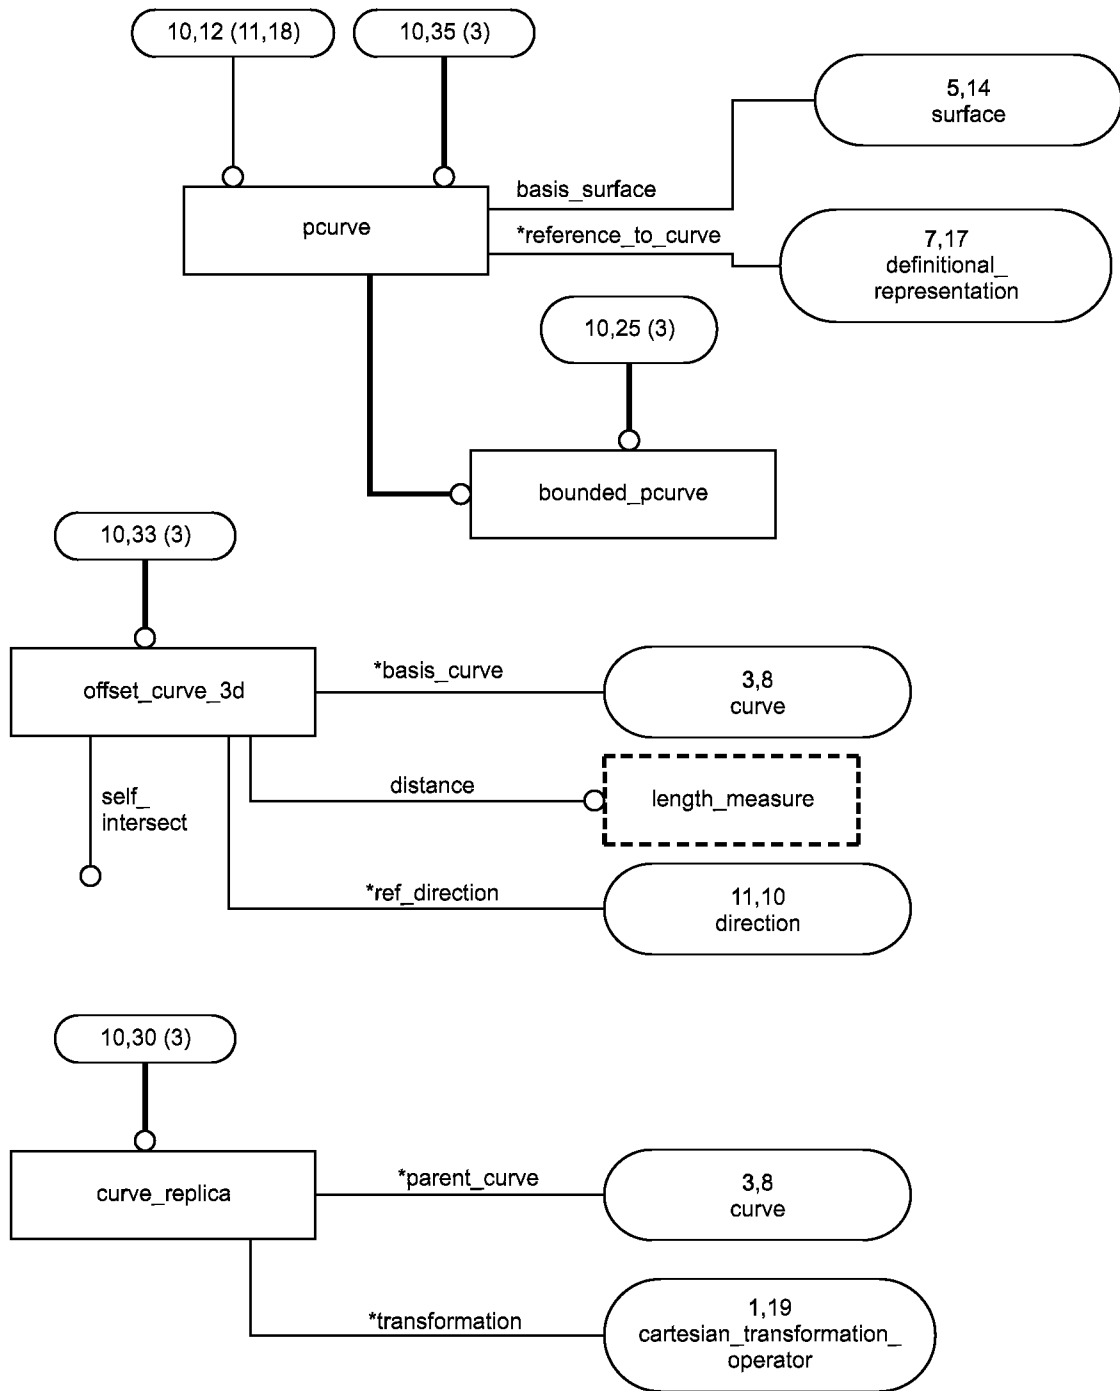 10,12 (11,18)
10,35 (3)
5,14
surface
basis_surface
pcurve
*reference_to_curve
7,17
definitional_
representation
10,25 (3)
bounded_pcurve
10,33 (3)
offset_curve_3d
*basis_curve
3,8
curve
self_
intersect
distance
length_measure
*ref_direction
11,10
direction
10,30 (3)
curve_replica
*parent_curve
3,8
curve
*transformation
1,19
cartesian_transformation_
operator